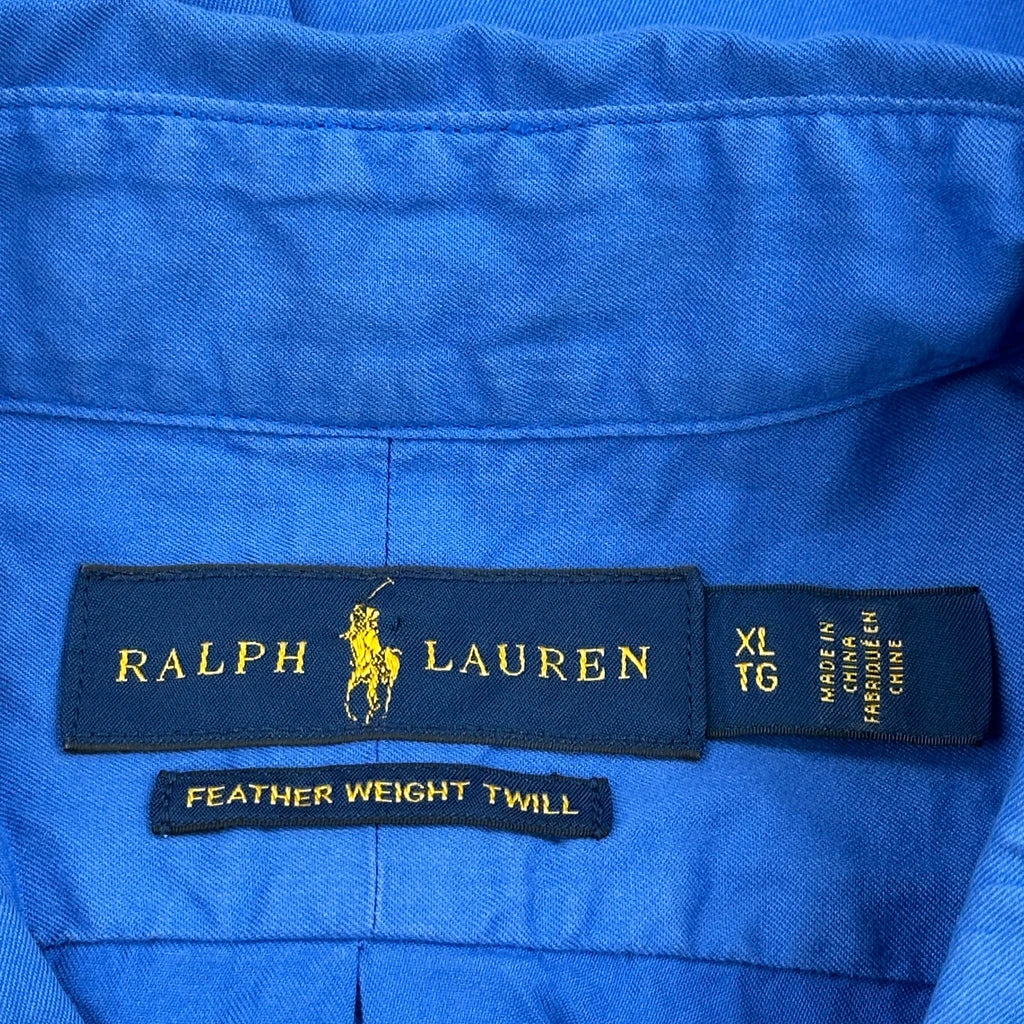 RALPH LAUREN
XL
TG
MADE IN
CHINA
FABRIQUÉ EN
CHINE
FEATHER WEIGHT TWILL